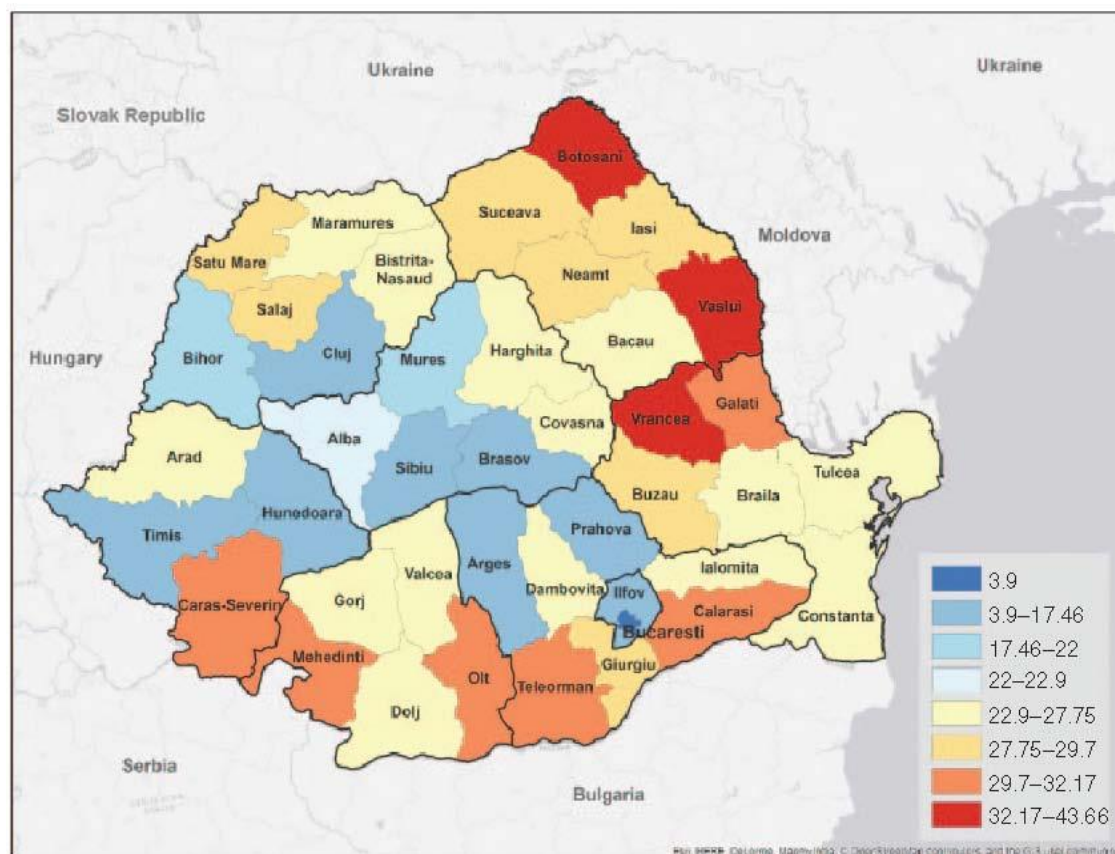 Ukraine
Ukraine
Slovak Republic
Botosani
Suceava
Iasi
Maramures
Moldova
Satu Mare
Bistrita-
Nasaud
Neamt
Salaj
Vaslui
Hungary
Bihor
Cluj
Mures
Harghita
Bacau
Vrancea
Galati
Covasna
Alba
Arad
Sibiu
Brasov
Tulcea
Buzau
Braila
Hunedoara
Timis
Prahova
Arges
Valcea
Ialomita
Dambovita
Ilfov
Gorj
Caras-Severin
Calarasi
Constanta
Bucaresti
Mehedinti
Giurgiu
Olt
Teleorman
Dolj
Serbia
Bulgaria
3.9
3.9–17.46
17.46–22
22–22.9
22.9–27.75
27.75–29.7
29.7–32.17
32.17–43.66